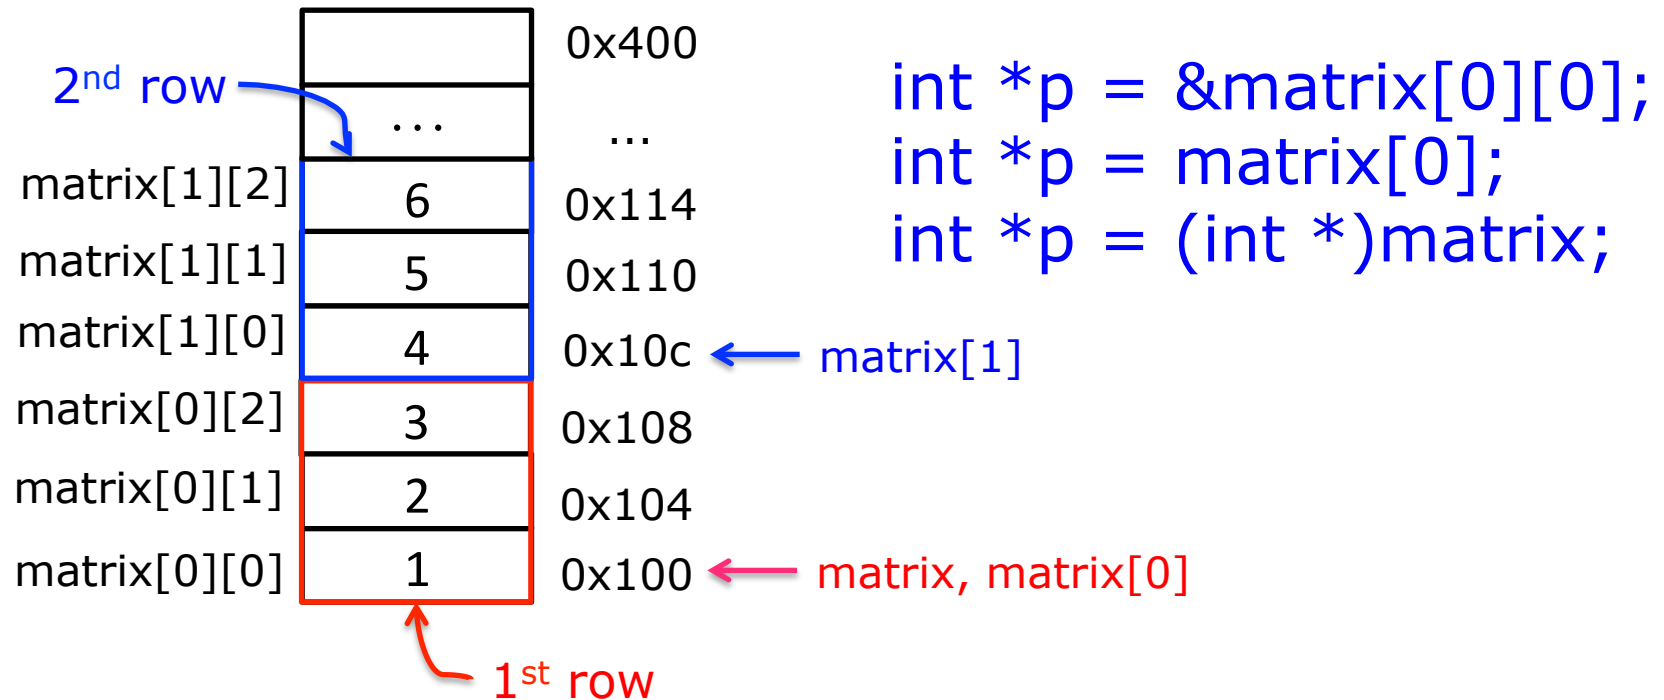 0x400
2nd row
... ...
matrix[1][2] 6 0x114
matrix[1][1] 5 0x110
matrix[1][0] 4 0x10c matrix[1]
matrix[0][2] 3 0x108
matrix[0][1] 2 0x104
matrix[0][0] 1 0x100 matrix, matrix[0]
1st row
int *p = &matrix[0][0];
int *p = matrix[0];
int *p = (int *)matrix;